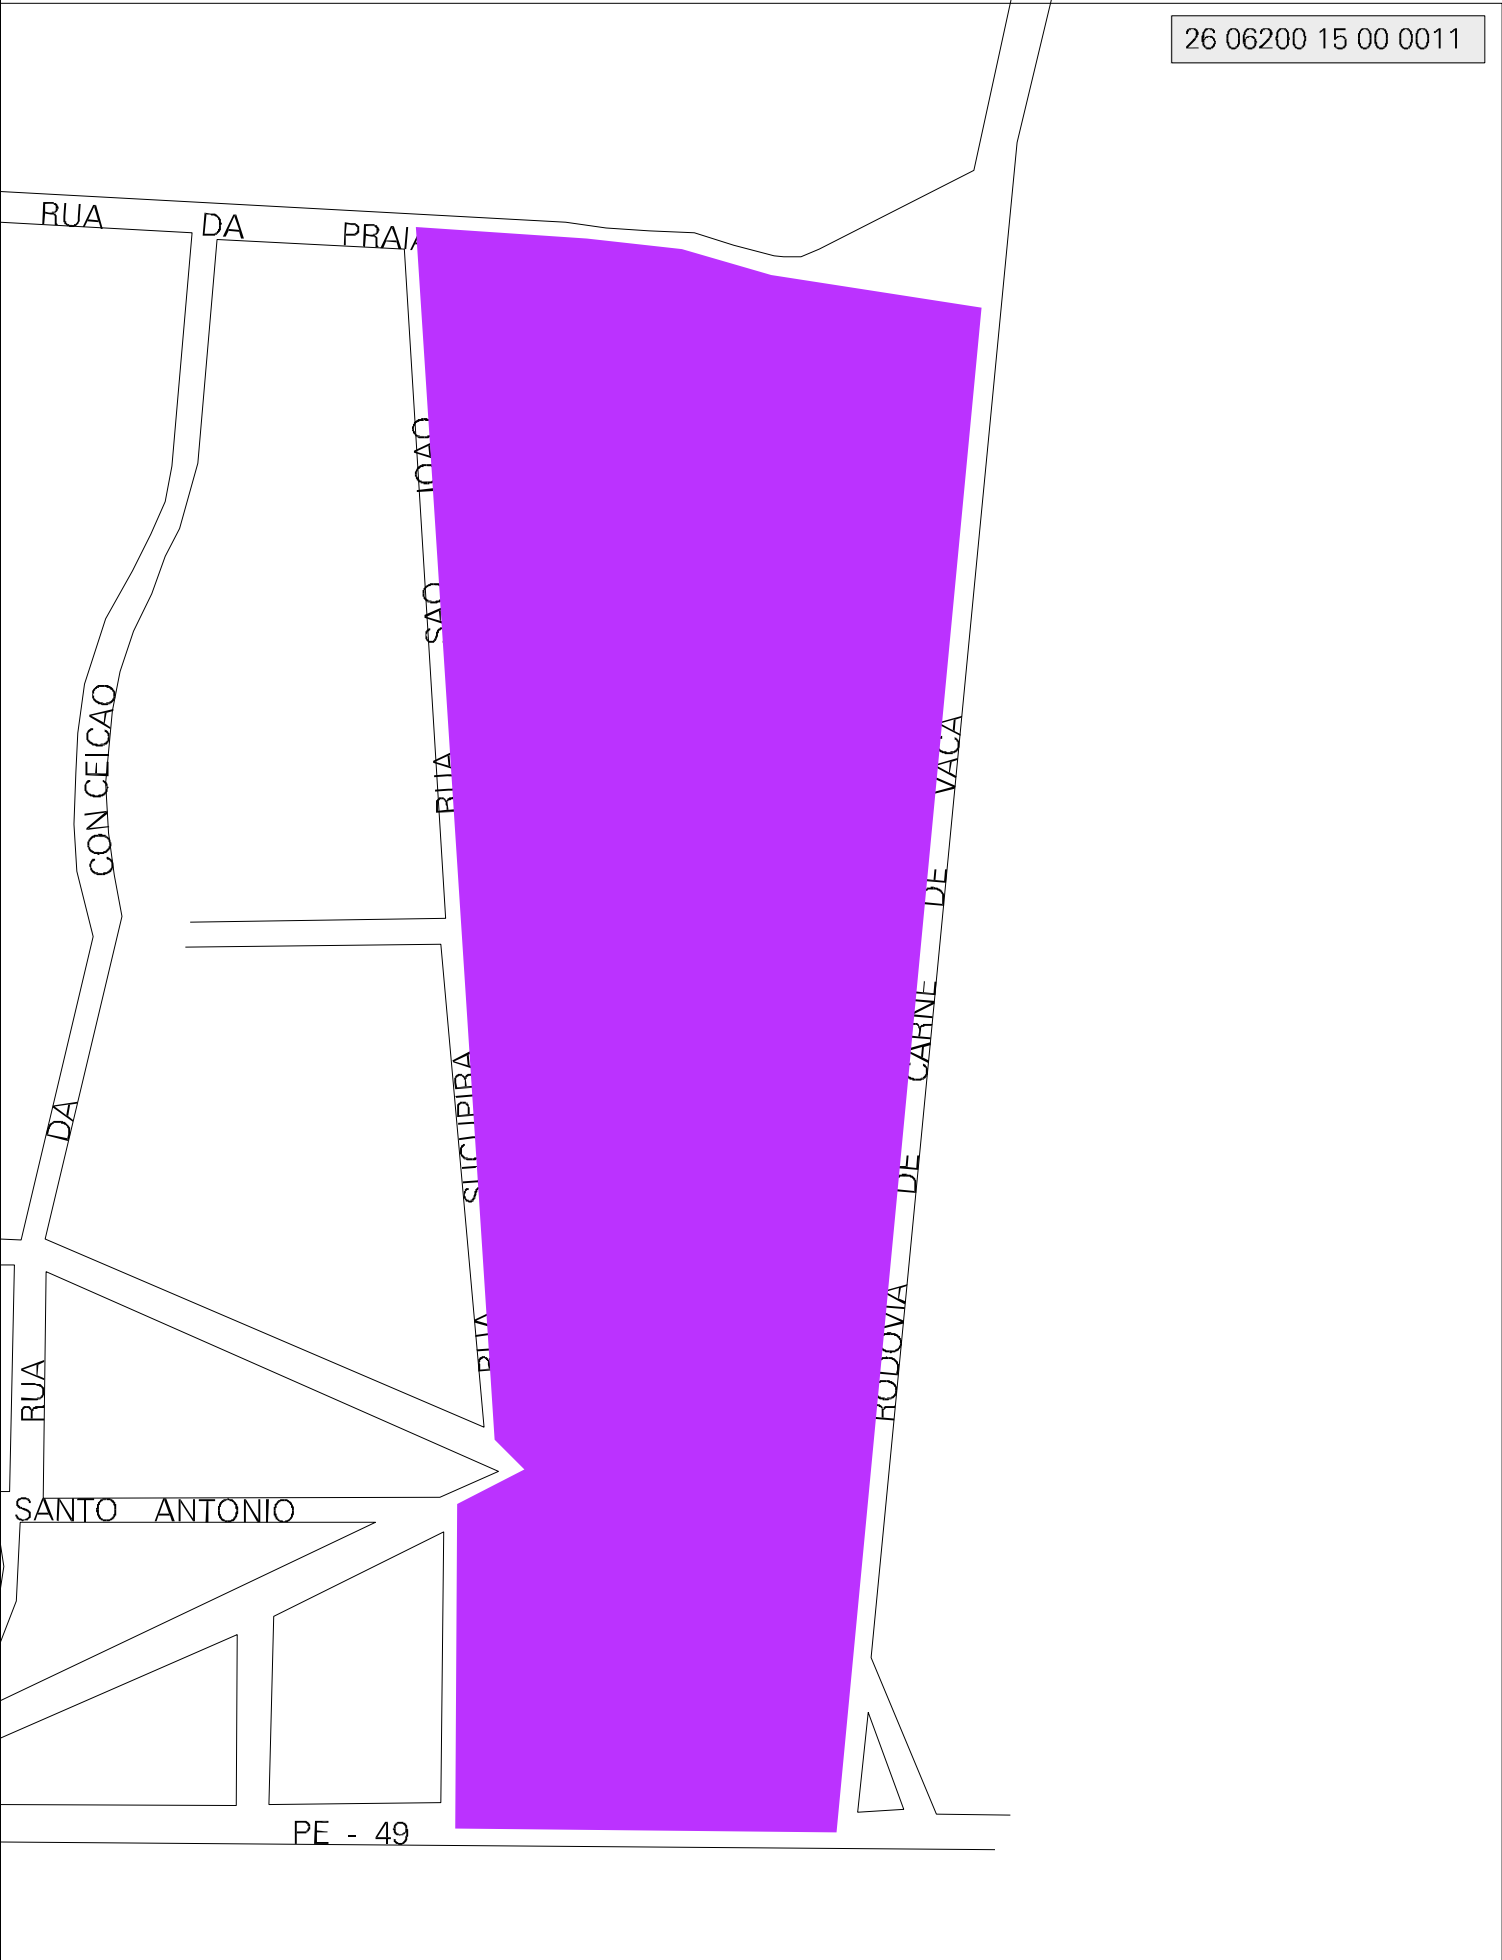 26 06200 15 00 0011
RUA DA PRAIA
RUA SAO JOAO
RUA DA CONCEICAO
RUA SUCUPIRA
RODOVIA DE CARNE DE VACA
DE
SANTO ANTONIO
PE - 49